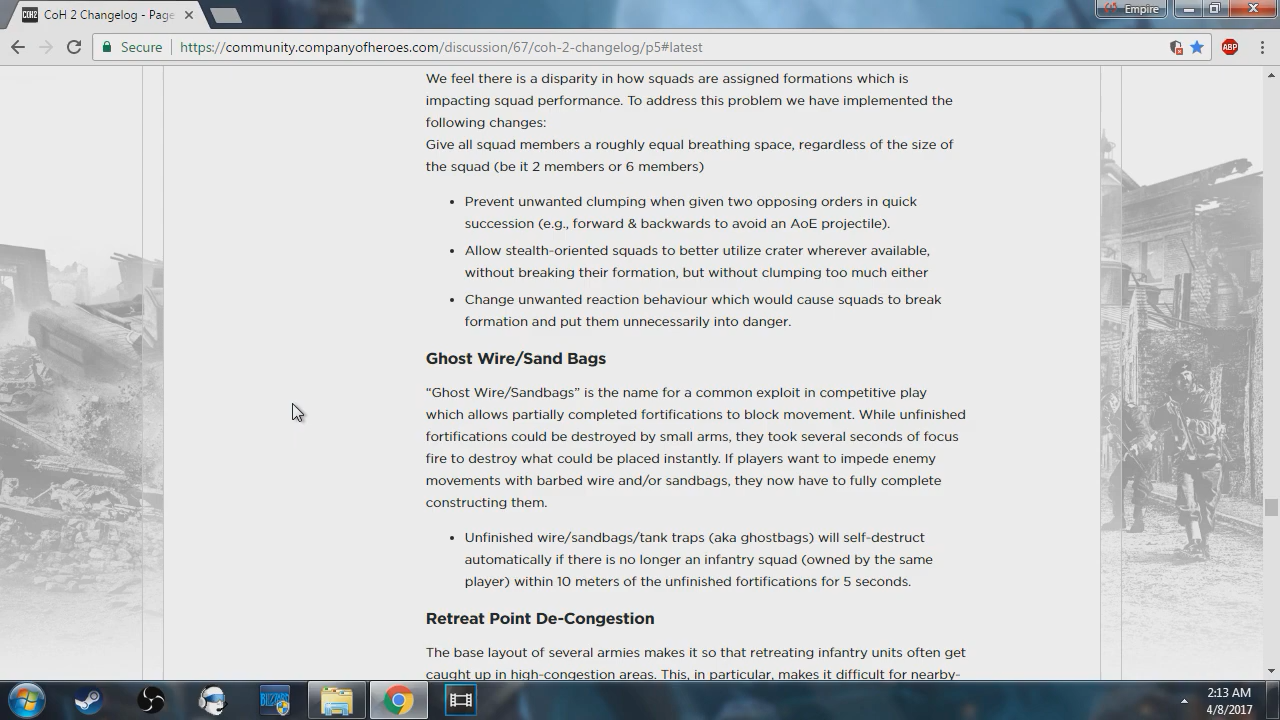 COH2
CoH 2 Changelog - Page
Empire
Secure
https://community.companyofheroes.com/discussion/67/coh-2-changelog/p5#latest
ABP
We feel there is a disparity in how squads are assigned formations which is
impacting squad performance. To address this problem we have implemented the
following changes:
Give all squad members a roughly equal breathing space, regardless of the size of
the squad (be it 2 members or 6 members)
• Prevent unwanted clumping when given two opposing orders in quick
succession (e.g., forward & backwards to avoid an AoE projectile).
• Allow stealth-oriented squads to better utilize crater wherever available,
without breaking their formation, but without clumping too much either
• Change unwanted reaction behaviour which would cause squads to break
formation and put them unnecessarily into danger.
Ghost Wire/Sand Bags
“Ghost Wire/Sandbags” is the name for a common exploit in competitive play
which allows partially completed fortifications to block movement. While unfinished
fortifications could be destroyed by small arms, they took several seconds of focus
fire to destroy what could be placed instantly. If players want to impede enemy
movements with barbed wire and/or sandbags, they now have to fully complete
constructing them.
• Unfinished wire/sandbags/tank traps (aka ghostbags) will self-destruct
automatically if there is no longer an infantry squad (owned by the same
player) within 10 meters of the unfinished fortifications for 5 seconds.
Retreat Point De-Congestion
The base layout of several armies makes it so that retreating infantry units often get
caught up in high-congestion areas. This, in particular, makes it difficult for nearby-
BLIZZARD
2:13 AM
4/8/2017